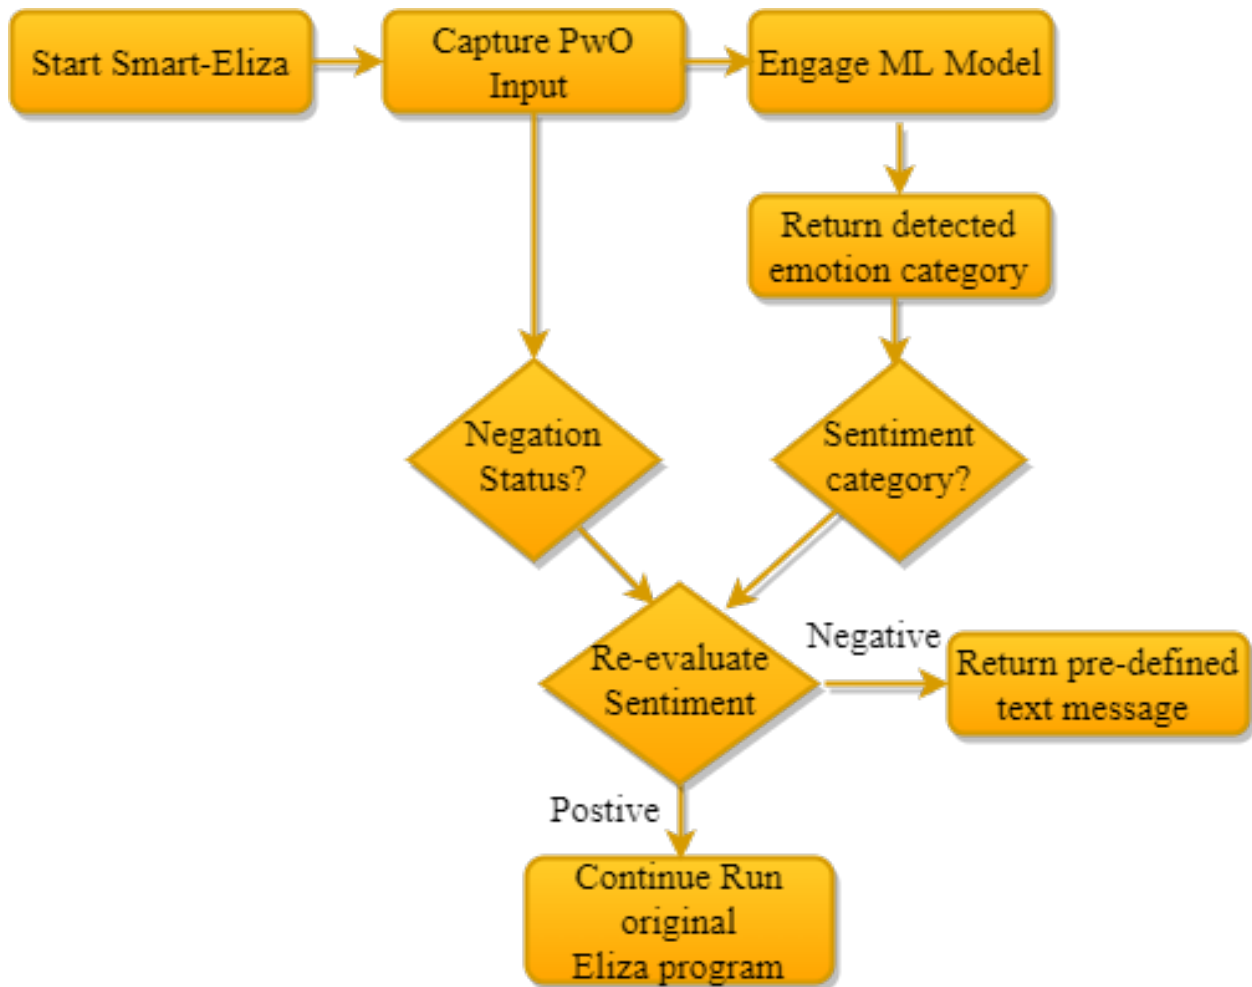 Start Smart-Eliza
Capture PwO
Input
Engage ML Model
Return detected
emotion category
Negation
Status?
Sentiment
category?
Re-evaluate
Sentiment
Negative
Return pre-defined
text message
Postive
Continue Run
original
Eliza program